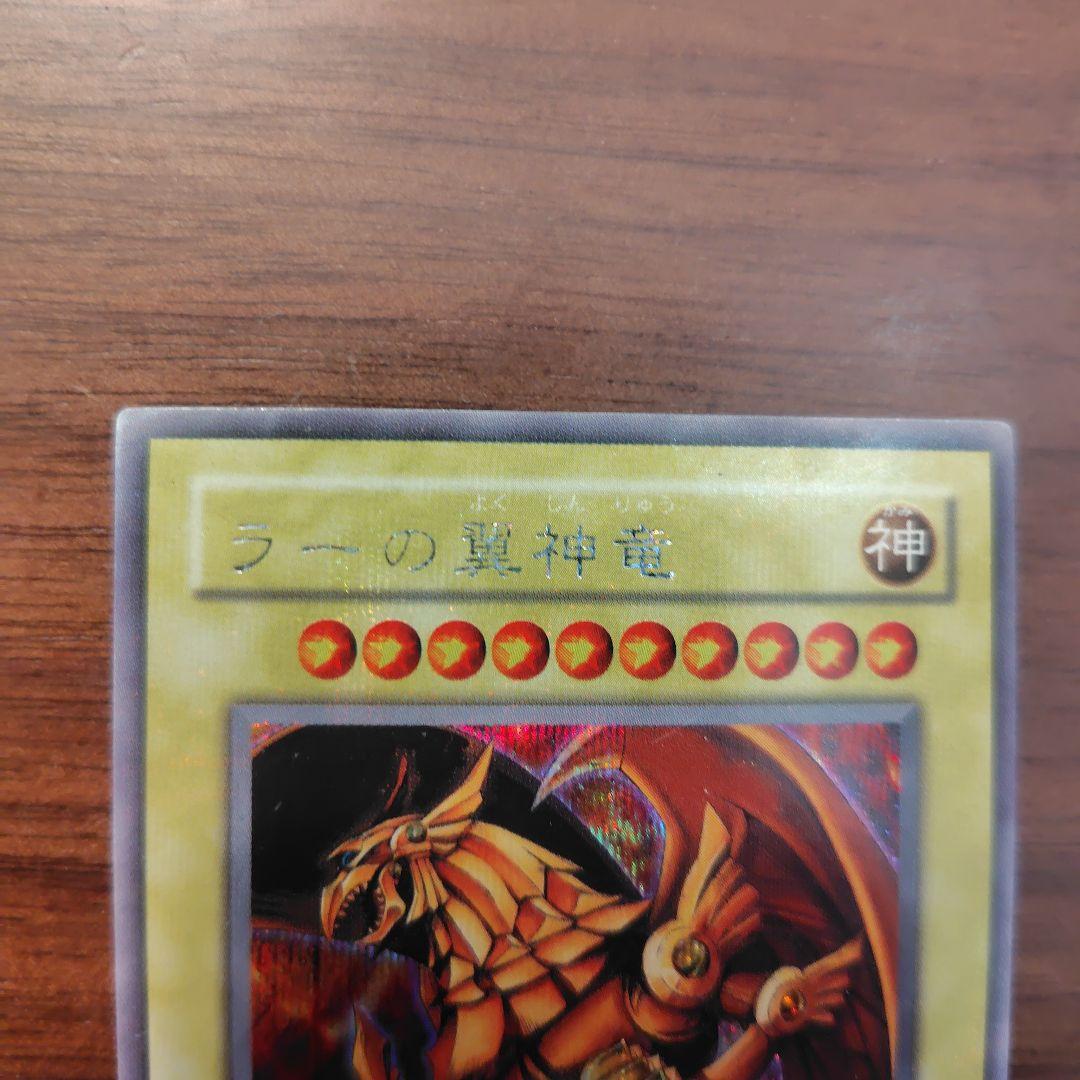 よくしんりゅう
ラーの翼神竜
かみ
神